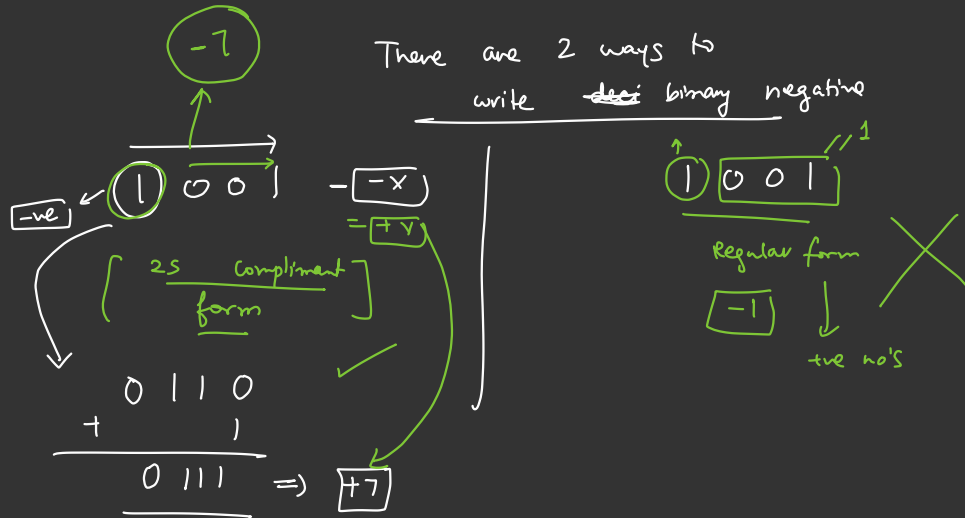 There are 2 ways to
write binary negative
-7
-ve
1 0 0 1
- -x
= + x
[ 2s compliment
form ]
0 1 1 0
+ 1
0 1 1 1 => +7
1 0 0 1
1
Regular form
-1
+ve no's